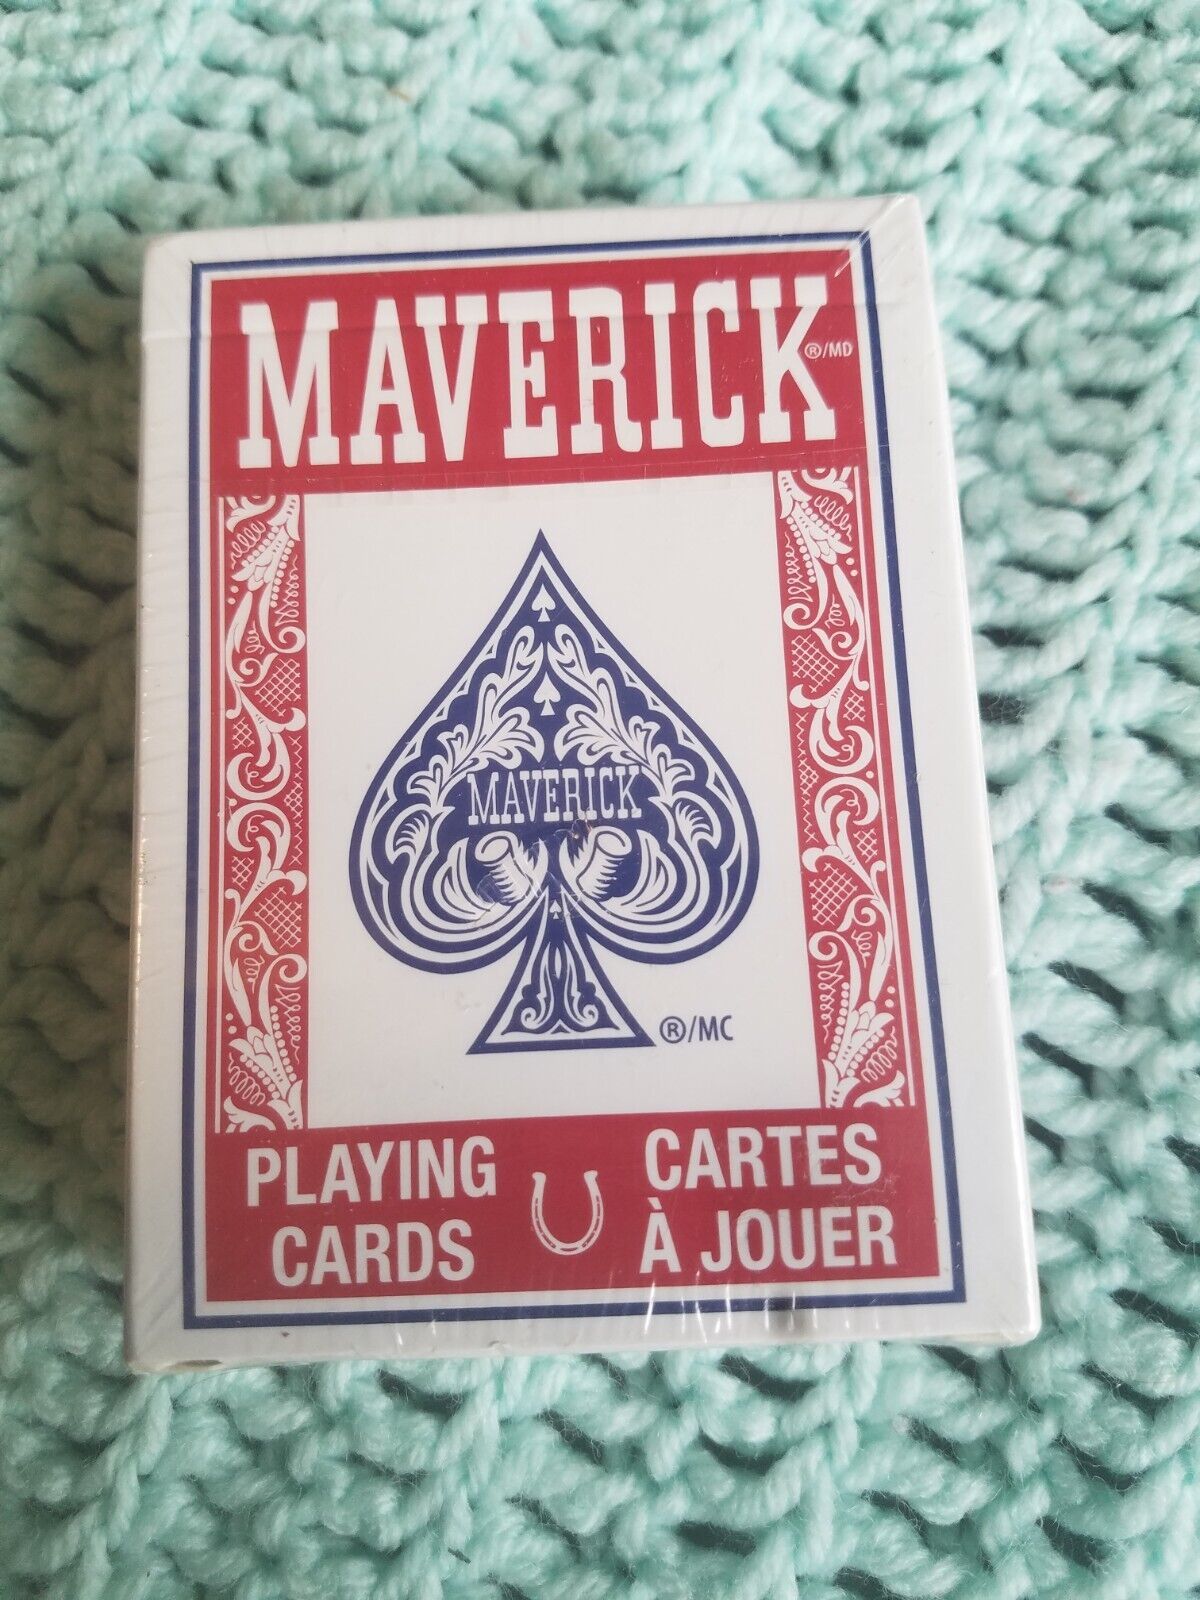 MAVERICK ®/MD
MAVERICK
®/MC
PLAYING
CARDS
CARTES
À JOUER